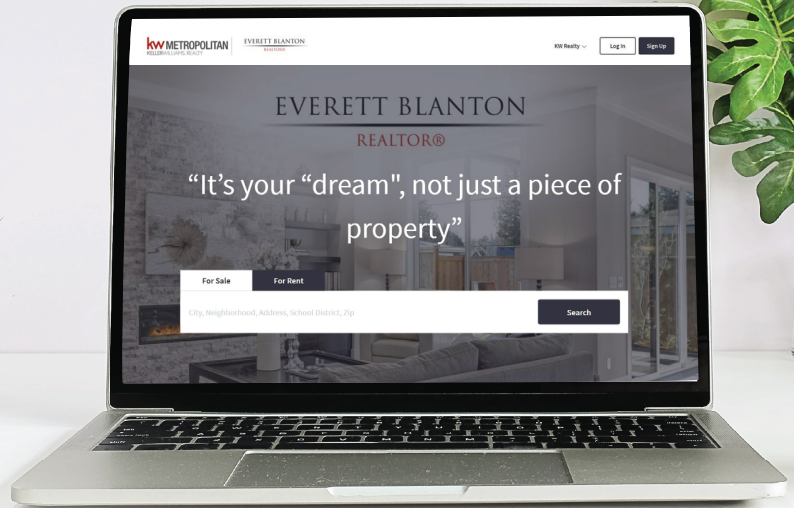 kw METROPOLITAN
KELLERWILLIAMS. REALTY
EVERETT BLANTON
REALTOR®
KW Realty
Log In
Sign Up
EVERETT BLANTON
REALTOR®
“It’s your “dream", not just a piece of
property”
For Sale
For Rent
City, Neighborhood, Address, School District, Zip
Search